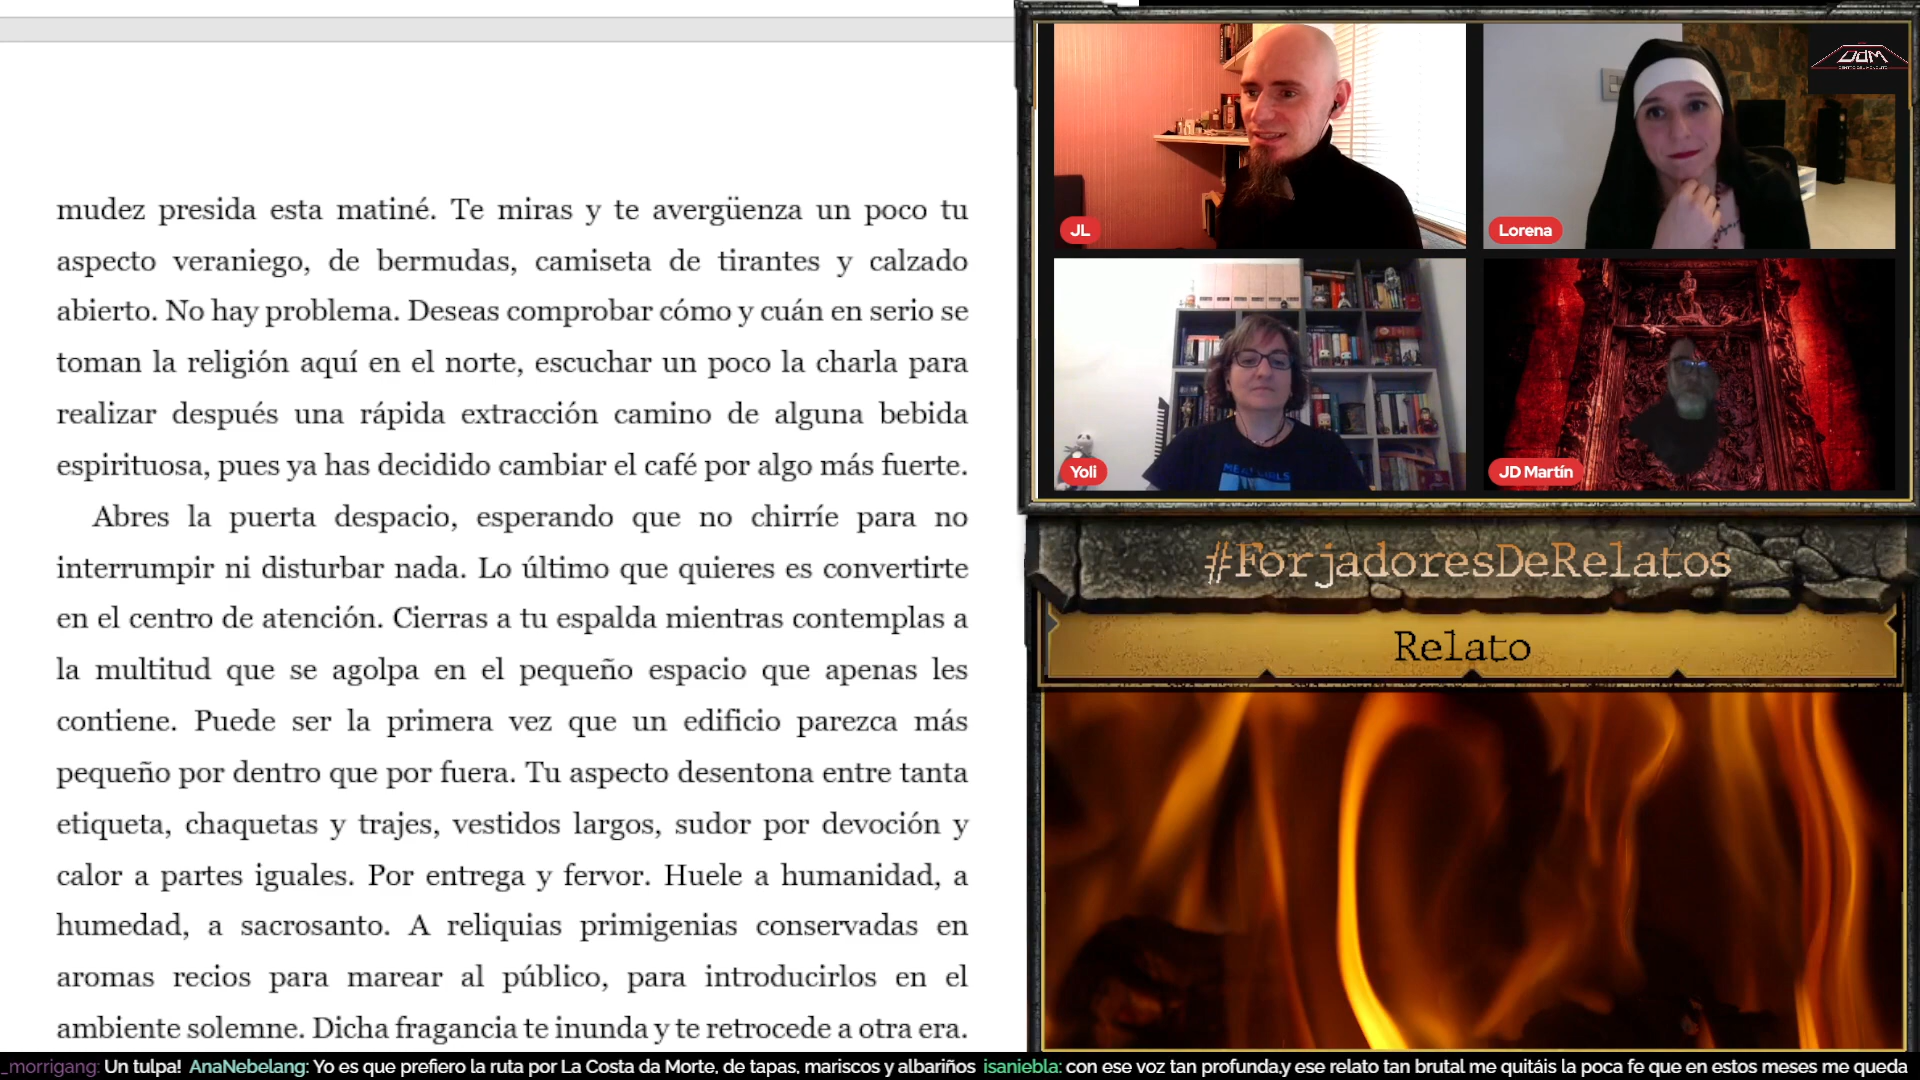 mudez presida esta matiné. Te miras y te avergüenza un poco tu
aspecto veraniego, de bermudas, camiseta de tirantes y calzado
abierto. No hay problema. Deseas comprobar cómo y cuán en serio se
toman la religión aquí en el norte, escuchar un poco la charla para
realizar después una rápida extracción camino de alguna bebida
espirituosa, pues ya has decidido cambiar el café por algo más fuerte.
Abres la puerta despacio, esperando que no chirríe para no
interrumpir ni disturbar nada. Lo último que quieres es convertirte
en el centro de atención. Cierras a tu espalda mientras contemplas a
la multitud que se agolpa en el pequeño espacio que apenas les
contiene. Puede ser la primera vez que un edificio parezca más
pequeño por dentro que por fuera. Tu aspecto desentona entre tanta
etiqueta, chaquetas y trajes, vestidos largos, sudor por devoción y
calor a partes iguales. Por entrega y fervor. Huele a humanidad, a
humedad, a sacrosanto. A reliquias primigenias conservadas en
aromas recios para marear al público, para introducirlos en el
ambiente solemne. Dicha fragancia te inunda y te retrocede a otra era.
JL
Lorena
Yoli
JD Martín
#ForjadoresDeRelatos
Relato
_morrigang: Un tulpa! AnaNebelang: Yo es que prefiero la ruta por La Costa da Morte, de tapas, mariscos y albariños isaniebla: con ese voz tan profunda,y ese relato tan brutal me quitáis la poca fe que en estos meses me queda